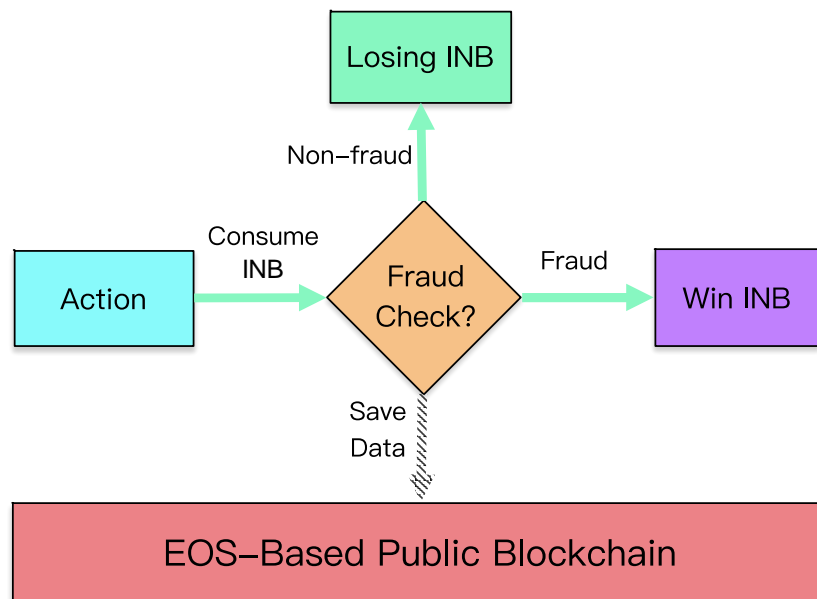 Losing INB
Non-fraud
Consume
INB
Action
Fraud
Check?
Fraud
Win INB
Save
Data
EOS-Based Public Blockchain